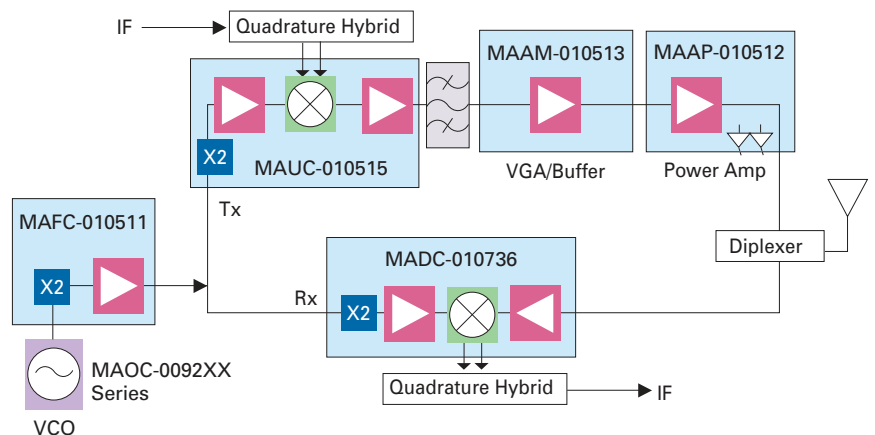 IF
Quadrature Hybrid
MAUC-010515
X2
MAAM-010513
VGA/Buffer
MAAP-010512
Power Amp
Tx
MAFC-010511
X2
MAOC-0092XX
Series
VCO
Diplexer
MADC-010736
Rx
X2
Quadrature Hybrid
IF